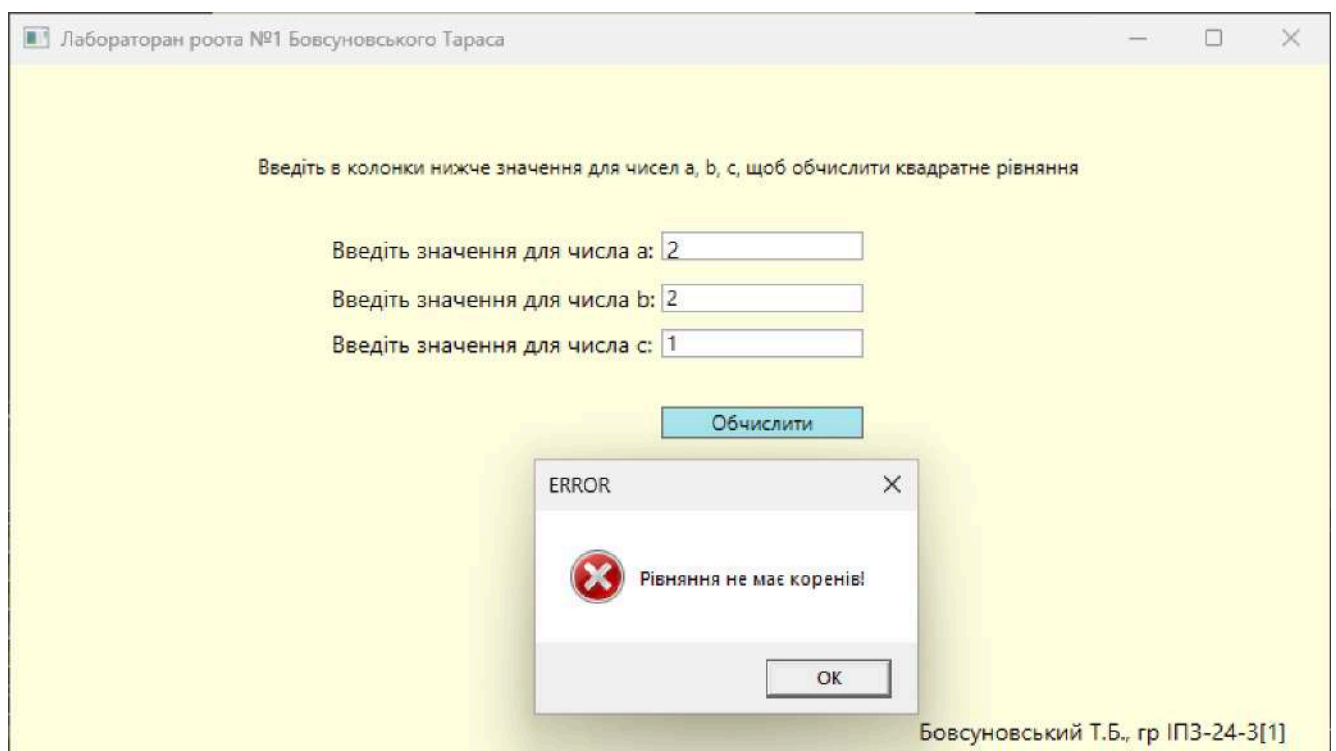 Лабораторан роота №1 Бовсуновського Тараса
Введіть в колонки нижче значення для чисел a, b, c, щоб обчислити квадратне рівняння
Введіть значення для числа a: 2
Введіть значення для числа b: 2
Введіть значення для числа c: 1
Обчислити
ERROR
Рівняння не має коренів!
OK
Бовсуновський Т.Б., гр ІПЗ-24-3[1]